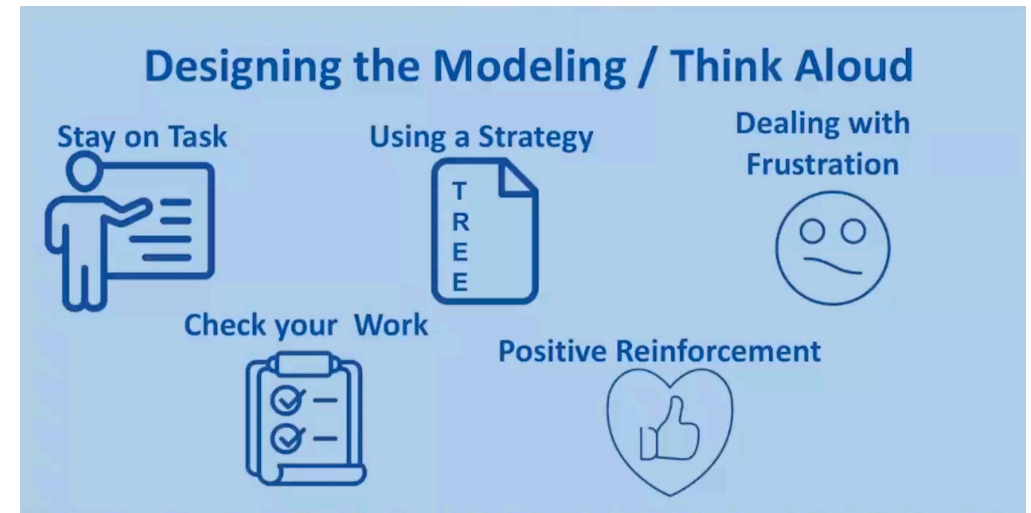 Designing the Modeling / Think Aloud
Stay on Task
Using a Strategy
Dealing with
Frustration
T
R
E
E
Check your Work
Positive Reinforcement